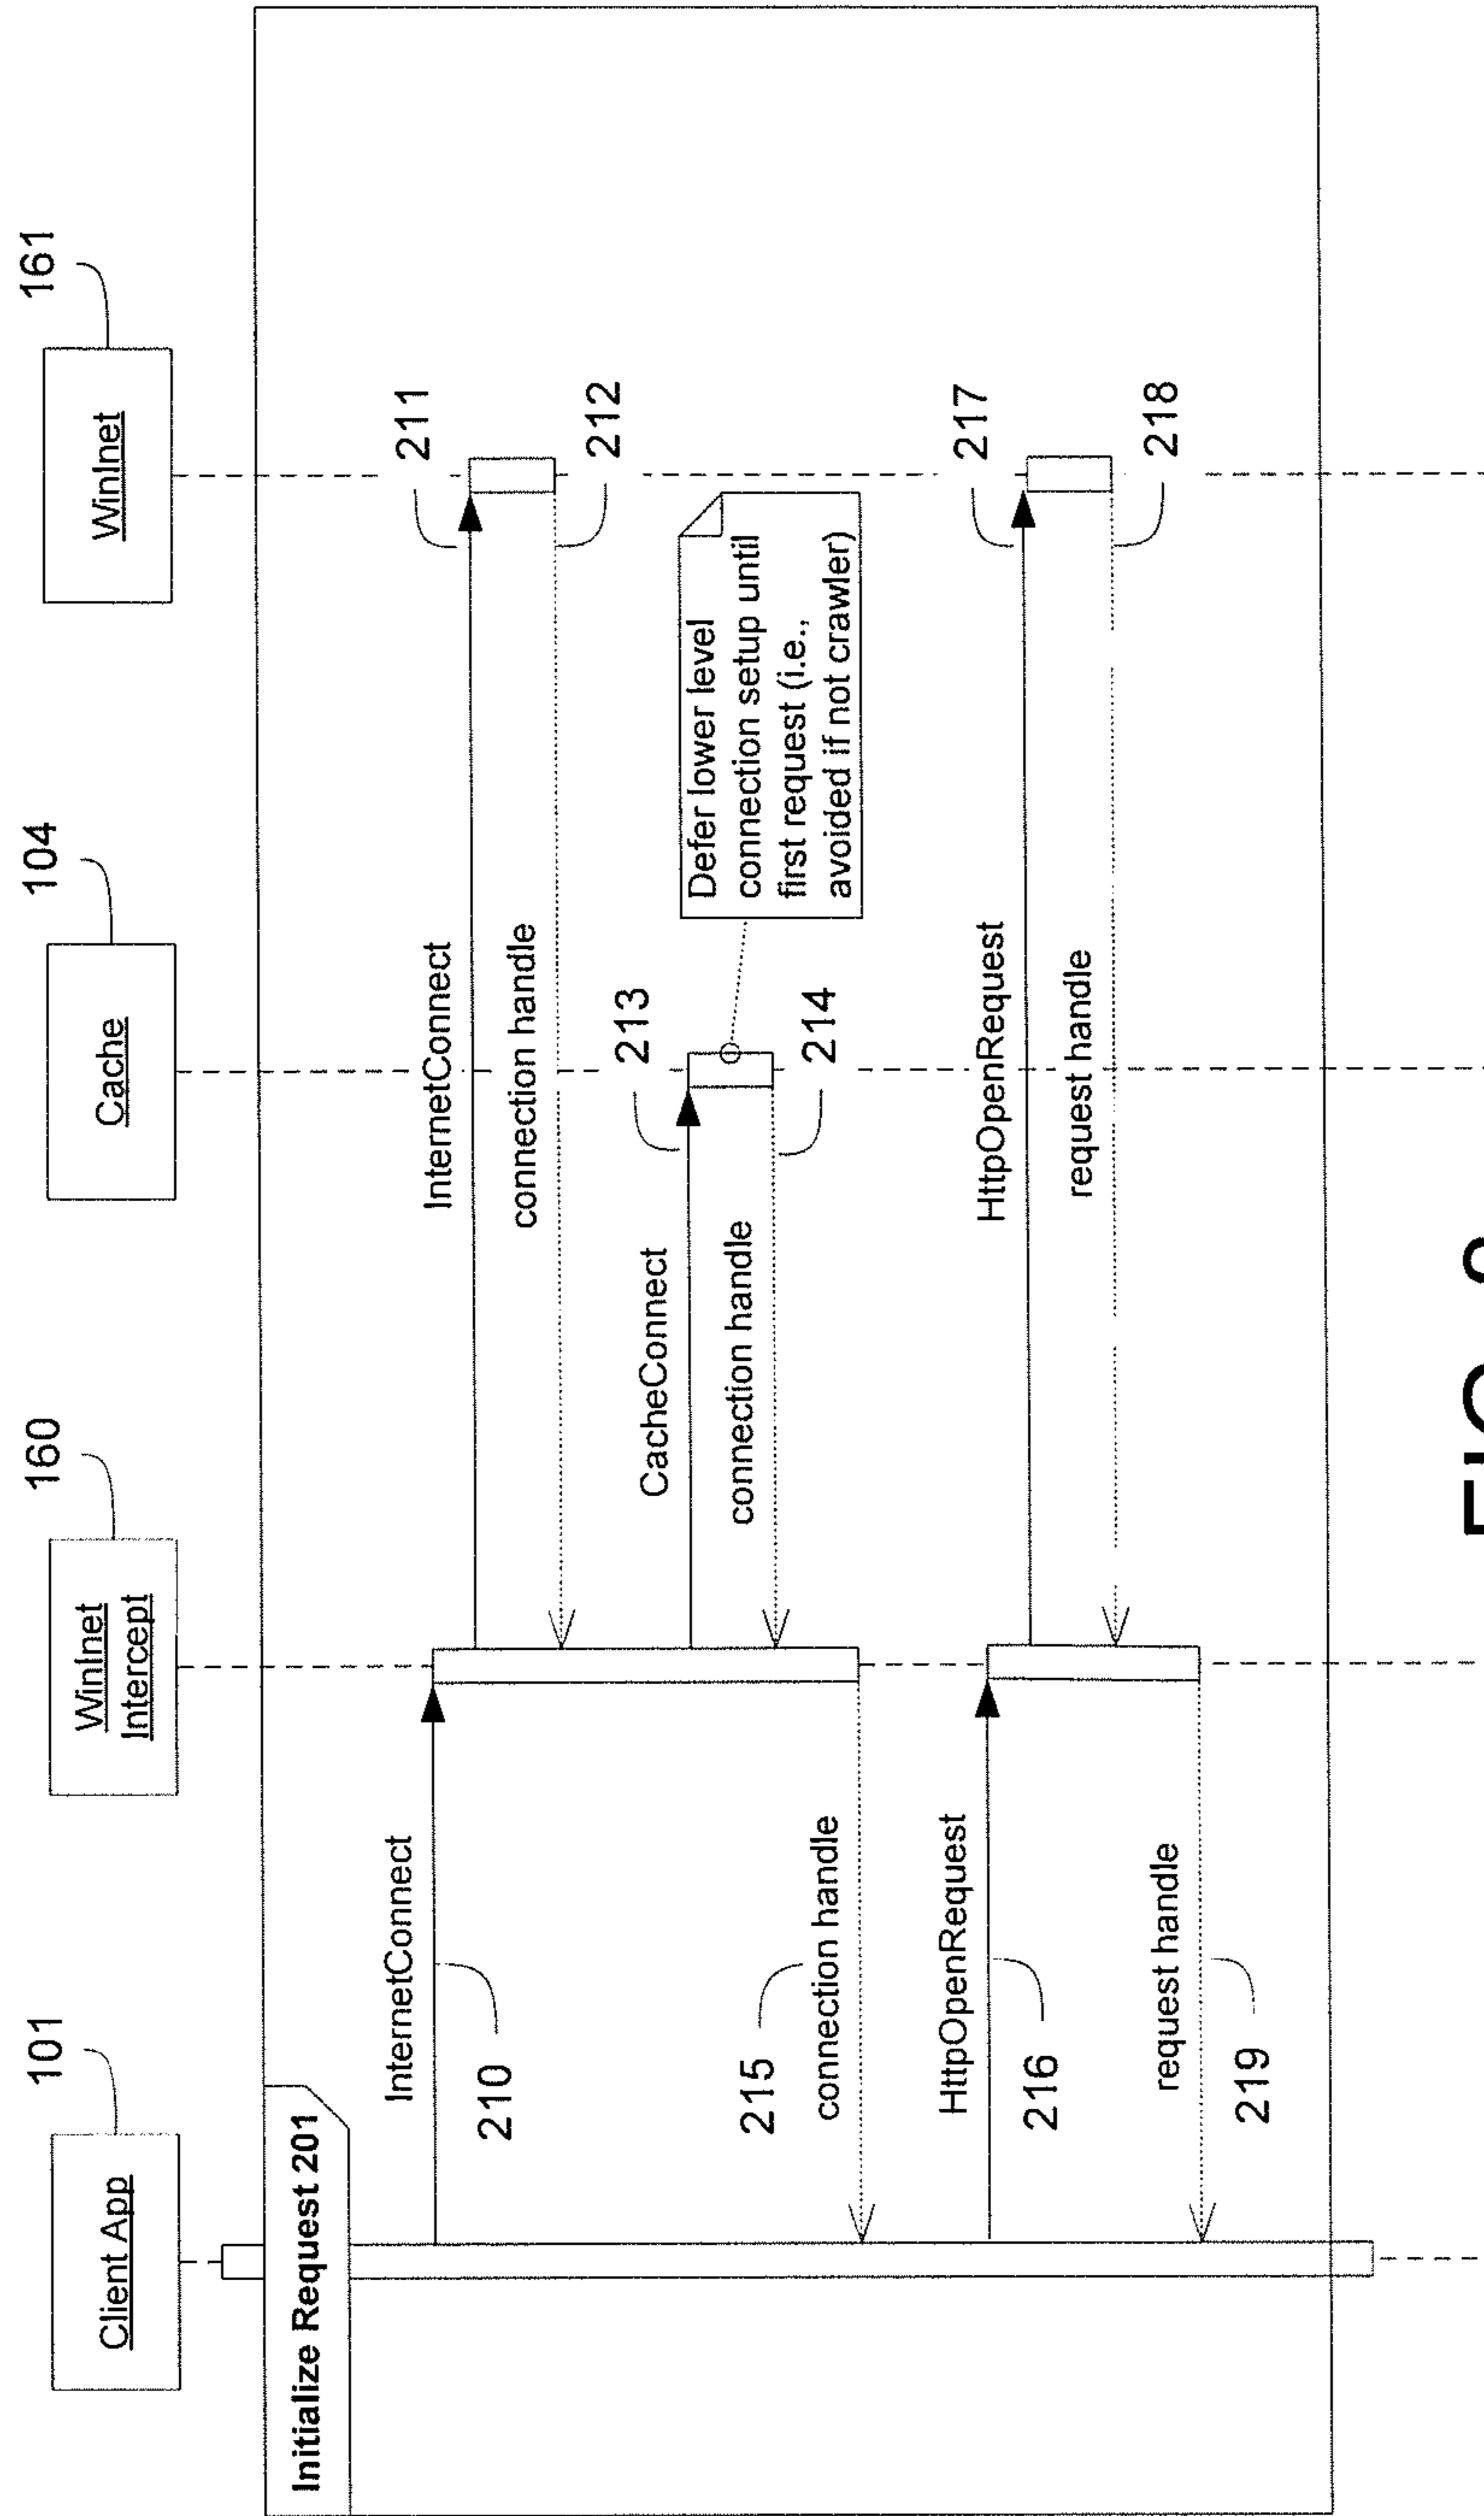 101
160
104
161
Client App
WinInet
Intercept
Cache
WinInet
Initialize Request 201
InternetConnect
210
InternetConnect
211
connection handle
212
CacheConnect
213
Defer lower level
connection setup until
first request (i.e.,
avoided if not crawler)
connection handle
214
215
connection handle
HttpOpenRequest
216
HttpOpenRequest
217
request handle
218
request handle
219
FIG.